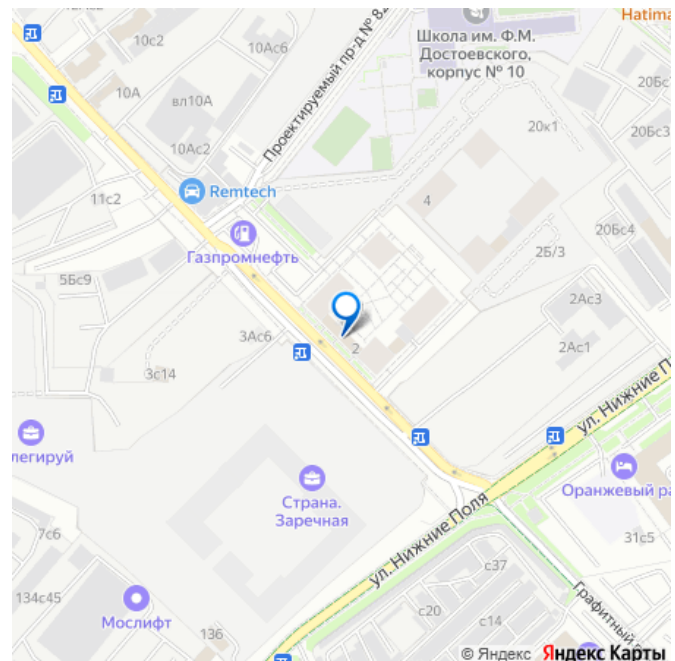 Hatima
Школа им. Ф.М.
Достоевского,
корпус № 10
10с2
10Ас6
Проектируемый пр-д № 82
10А
вл10А
20Бс
20к1
20Бс3
10Ас2
11с2
Remtech
4
Газпромнефть
20Бс4
2Б/3
5Бс9
2Ас3
3Ас6
2
2Ас1
3с14
ул. Нижние П
легируй
Страна.
Заречная
Оранжевый ра
ул. Нижние Поля
7с6
31с5
с37
134с45
Графитный
Мослифт
136
с20
с14
© Яндекс Яндекс Карты